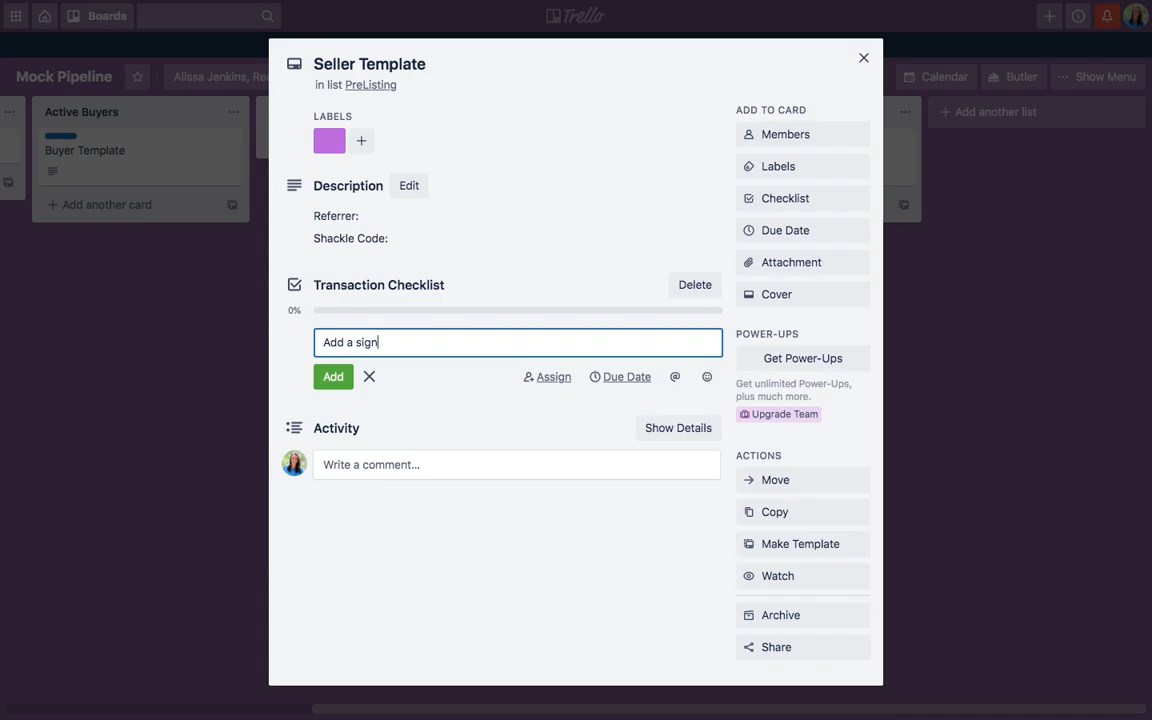 Boards
Trello
Mock Pipeline
Alissa Jenkins, Rea
Calendar
Butler
Show Menu
Active Buyers
Buyer Template
Add another card
Add another list
Seller Template
in list PreListing
LABELS
Description
Edit
Referrer:
Shackle Code:
Transaction Checklist
Delete
0%
Add a sign
Add
Assign
Due Date
Activity
Show Details
Write a comment…
ADD TO CARD
Members
Labels
Checklist
Due Date
Attachment
Cover
POWER-UPS
Get Power-Ups
Get unlimited Power-Ups,
plus much more.
Upgrade Team
ACTIONS
Move
Copy
Make Template
Watch
Archive
Share